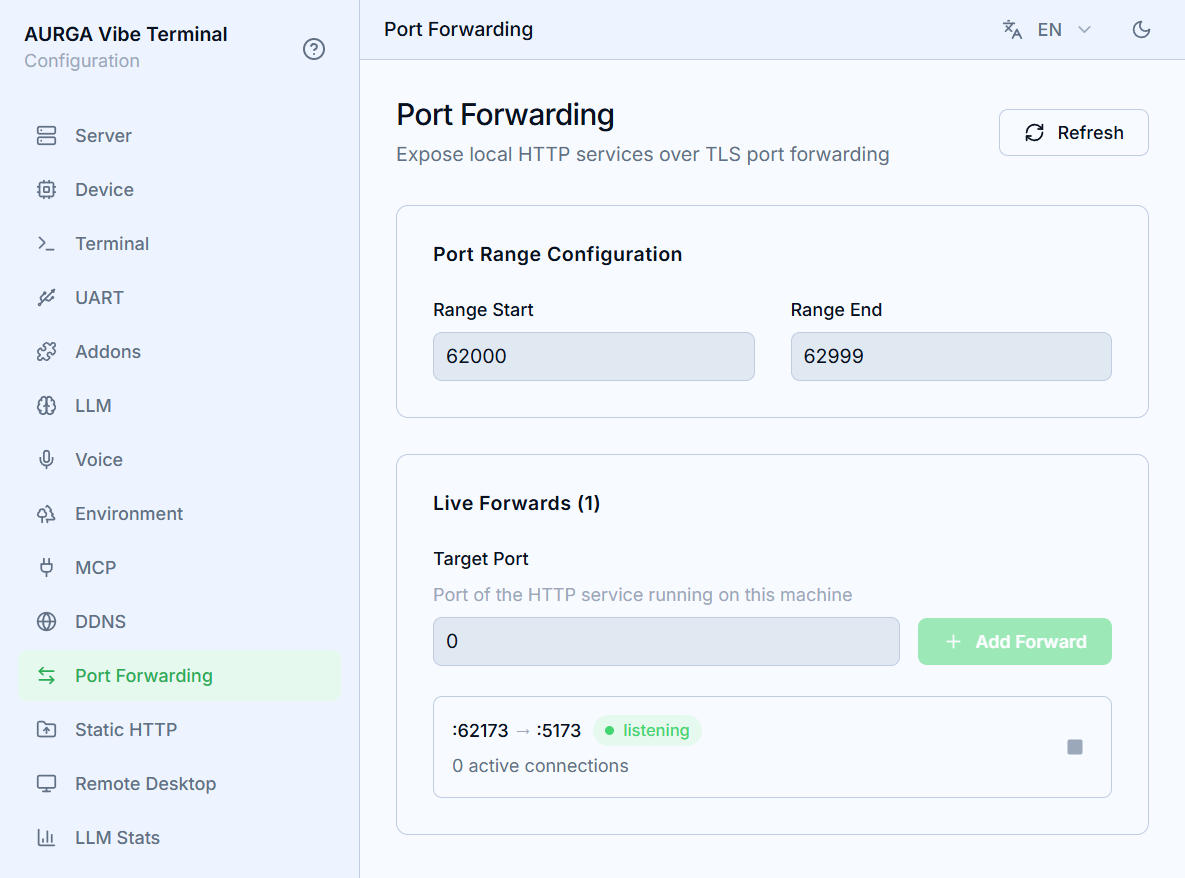 AURGA Vibe Terminal
Configuration
Server
Device
Terminal
UART
Addons
LLM
Voice
Environment
MCP
DDNS
Port Forwarding
Static HTTP
Remote Desktop
LLM Stats
Port Forwarding
EN
Port Forwarding
Expose local HTTP services over TLS port forwarding
Refresh
Port Range Configuration
Range Start
Range End
62000
62999
Live Forwards (1)
Target Port
Port of the HTTP service running on this machine
0
Add Forward
:62173 → :5173 listening
0 active connections